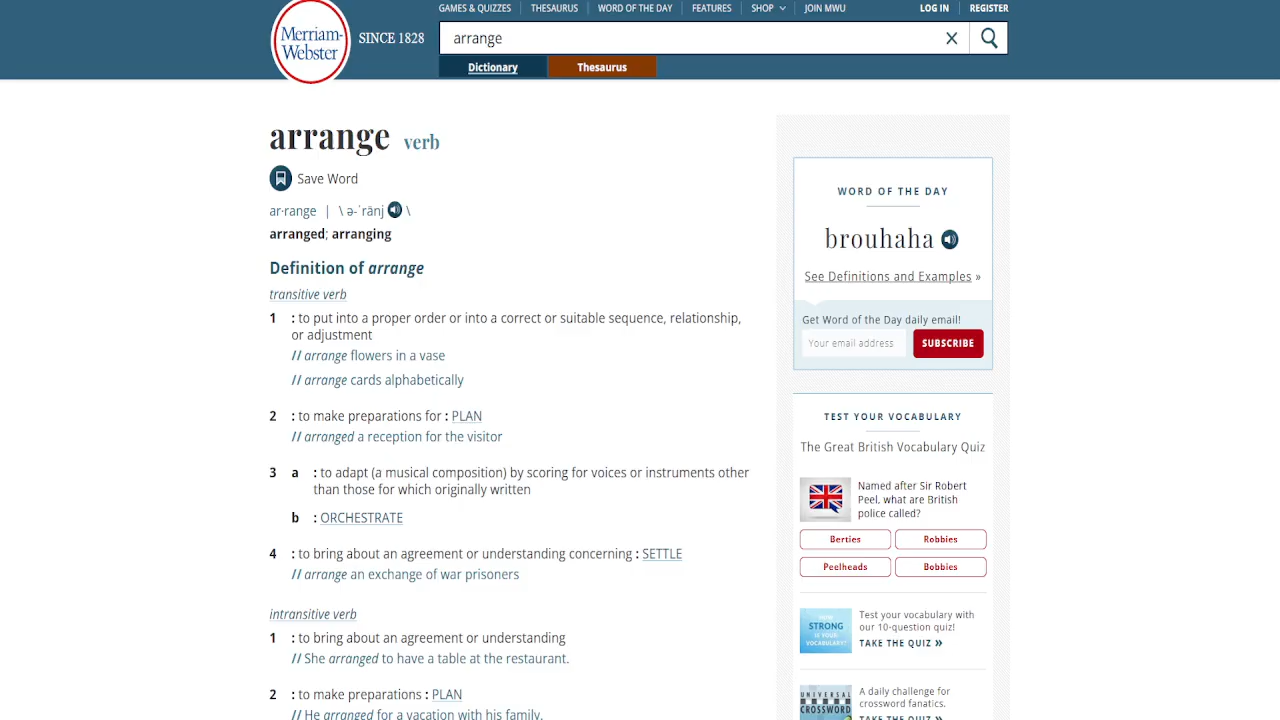 GAMES & QUIZZES THESAURUS WORD OF THE DAY FEATURES SHOP JOIN MWU LOG IN REGISTER
Merriam-
Webster
SINCE 1828
arrange
Dictionary Thesaurus
arrange verb
Save Word
ar·range | \ ə-ˈrānj \
arranged; arranging
Definition of arrange
transitive verb
1 : to put into a proper order or into a correct or suitable sequence, relationship,
or adjustment
// arrange flowers in a vase
// arrange cards alphabetically
2 : to make preparations for : PLAN
// arranged a reception for the visitor
3 a : to adapt (a musical composition) by scoring for voices or instruments other
than those for which originally written
b : ORCHESTRATE
4 : to bring about an agreement or understanding concerning : SETTLE
// arrange an exchange of war prisoners
intransitive verb
1 : to bring about an agreement or understanding
// She arranged to have a table at the restaurant.
2 : to make preparations : PLAN
// He arranged for a vacation with his family.
WORD OF THE DAY
brouhaha
See Definitions and Examples »
Get Word of the Day daily email!
Your email address SUBSCRIBE
TEST YOUR VOCABULARY
The Great British Vocabulary Quiz
Named after Sir Robert
Peel, what are British
police called?
Berties Robbies
Peelheads Bobbies
HOW
STRONG
IS YOUR
VOCABULARY?
Test your vocabulary with
our 10-question quiz!
TAKE THE QUIZ »
UNIVERSAL
CROSSWORD
A daily challenge for
crossword fanatics.
TAKE THE QUIZ »